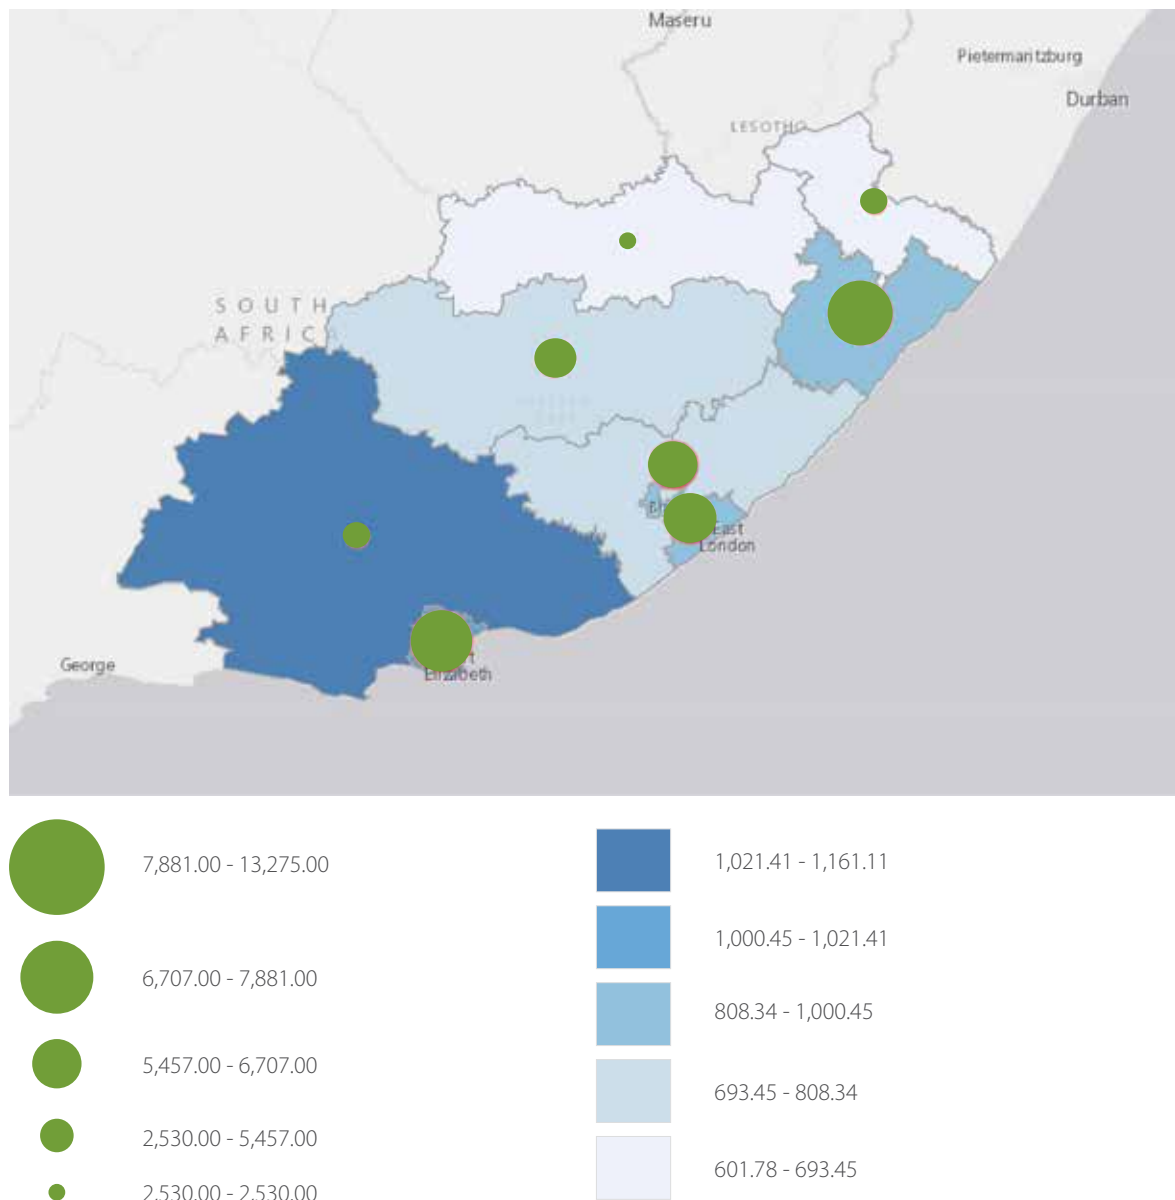 Maseru
Pietermaritzburg
Durban
LESOTHO
SOUTH
AFRIC
East
London
George
Elizabeth
7,881.00 - 13,275.00
1,021.41 - 1,161.11
6,707.00 - 7,881.00
1,000.45 - 1,021.41
5,457.00 - 6,707.00
808.34 - 1,000.45
2,530.00 - 5,457.00
693.45 - 808.34
2,530.00 - 2,530.00
601.78 - 693.45